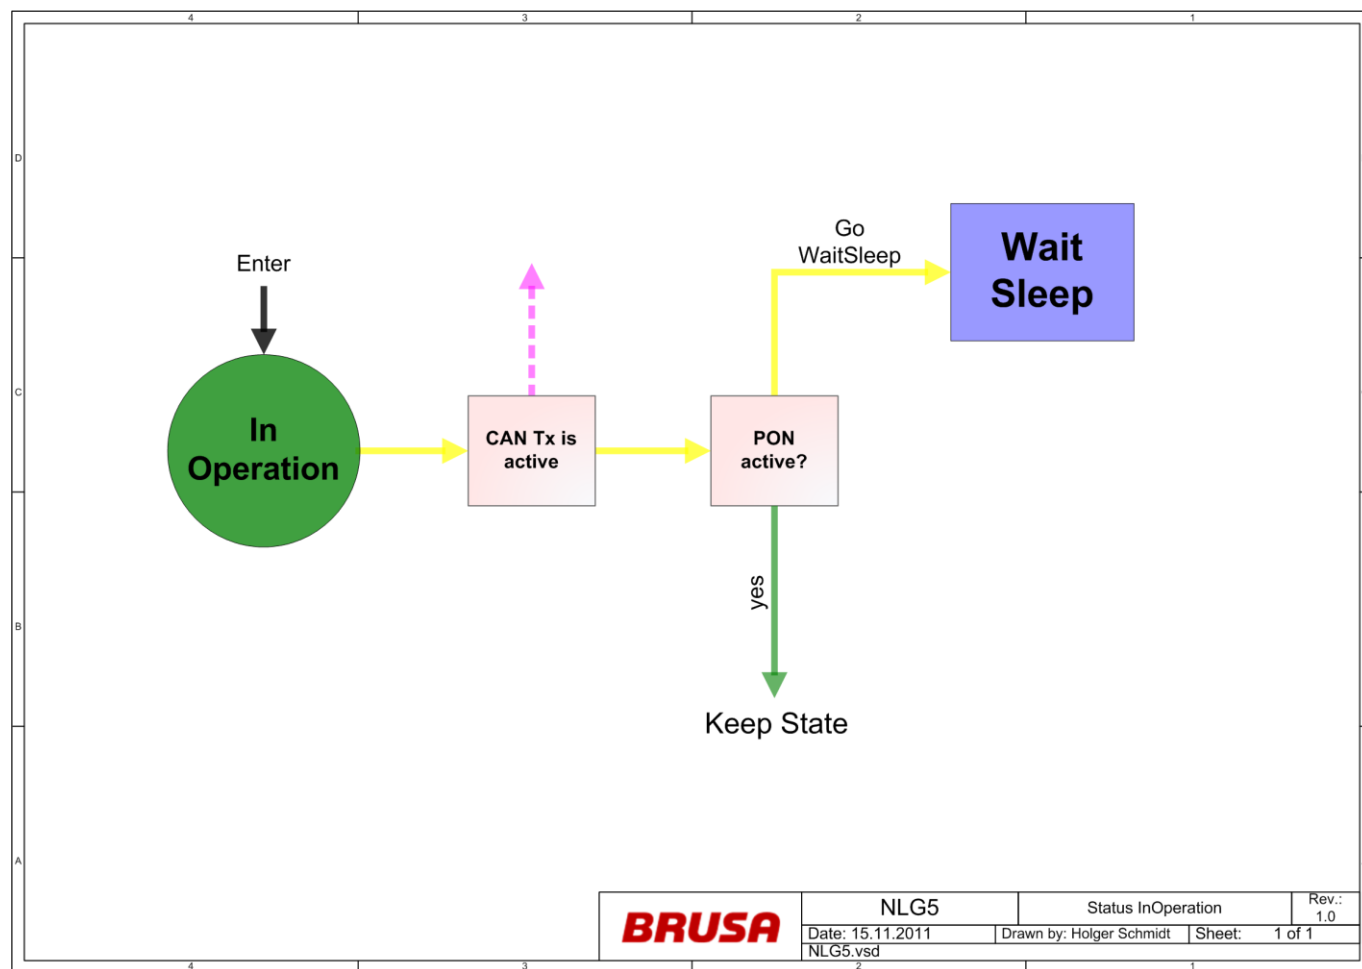 4
3
2
1
D
Go
WaitSleep
Wait
Sleep
Enter
C
In
Operation
CAN Tx is
active
PON
active?
yes
B
Keep State
A
BRUSA
NLG5
Status InOperation
Rev.:
1.0
Date: 15.11.2011
Drawn by: Holger Schmidt
Sheet: 1 of 1
NLG5.vsd
4
3
2
1